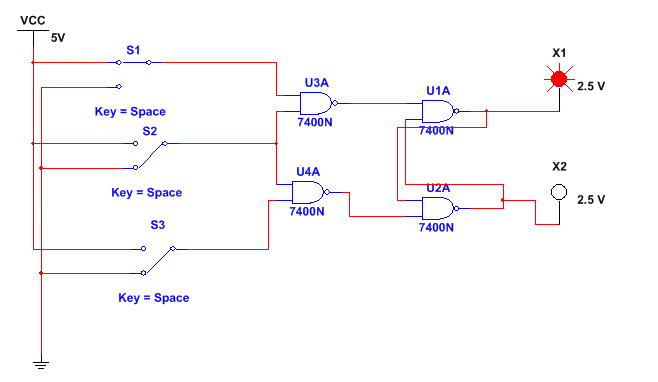 VCC
5V
S1
Key = Space
S2
Key = Space
S3
Key = Space
U3A
7400N
U4A
7400N
U1A
7400N
U2A
7400N
X1
2.5 V
X2
2.5 V